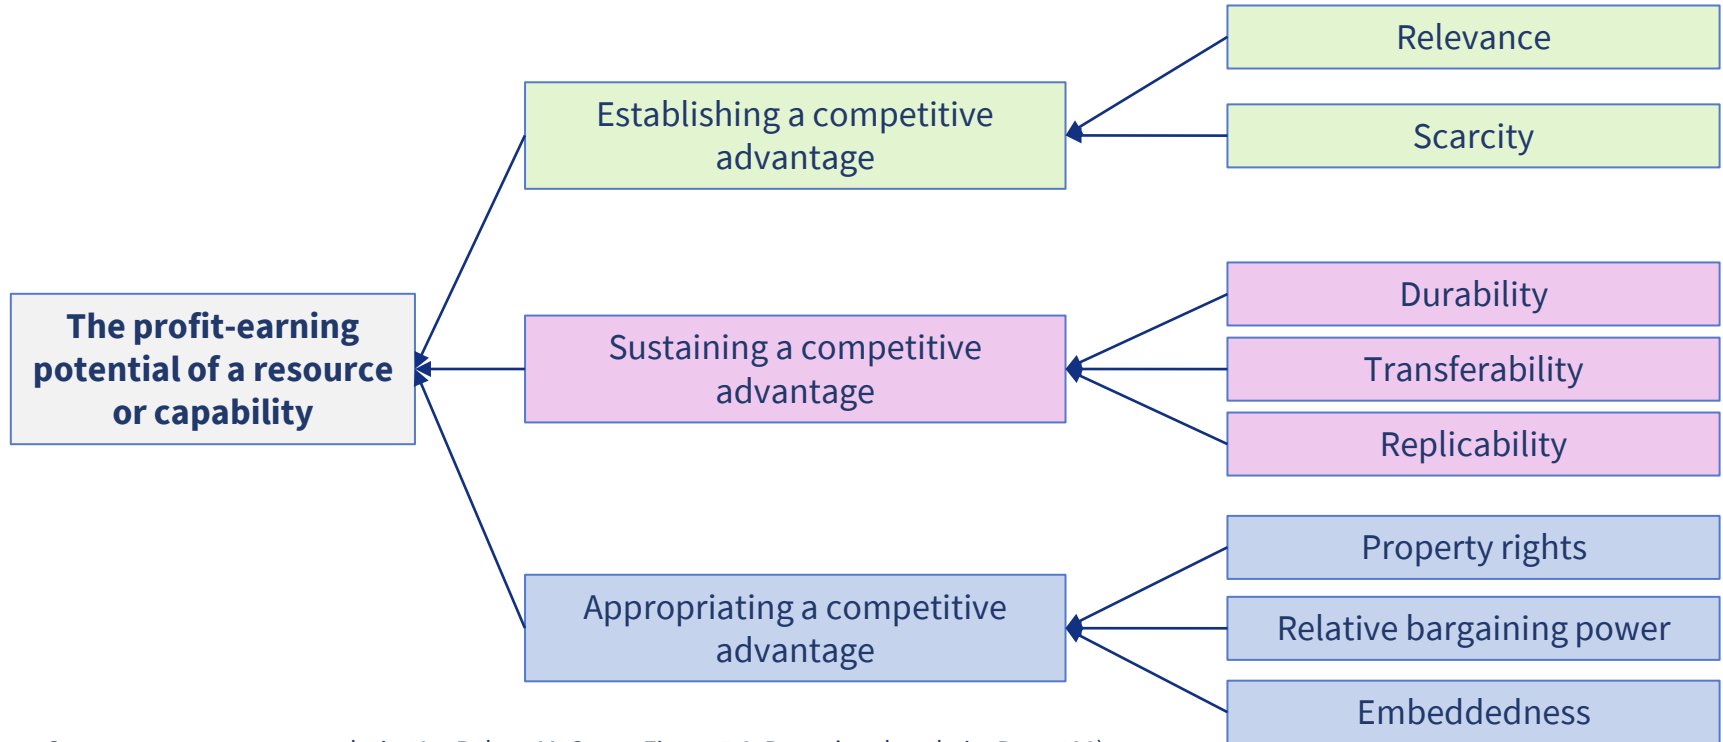 Relevance
Establishing a competitive
advantage
Scarcity
The profit-earning
potential of a resource
or capability
Sustaining a competitive
advantage
Durability
Transferability
Replicability
Appropriating a competitive
advantage
Property rights
Relative bargaining power
Embeddedness